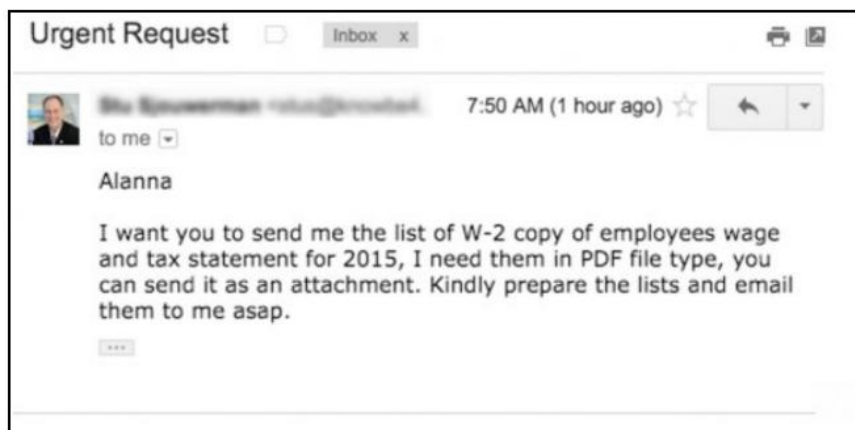 Urgent Request
Inbox x
7:50 AM (1 hour ago)
to me
Alanna
I want you to send me the list of W-2 copy of employees wage
and tax statement for 2015, I need them in PDF file type, you
can send it as an attachment. Kindly prepare the lists and email
them to me asap.